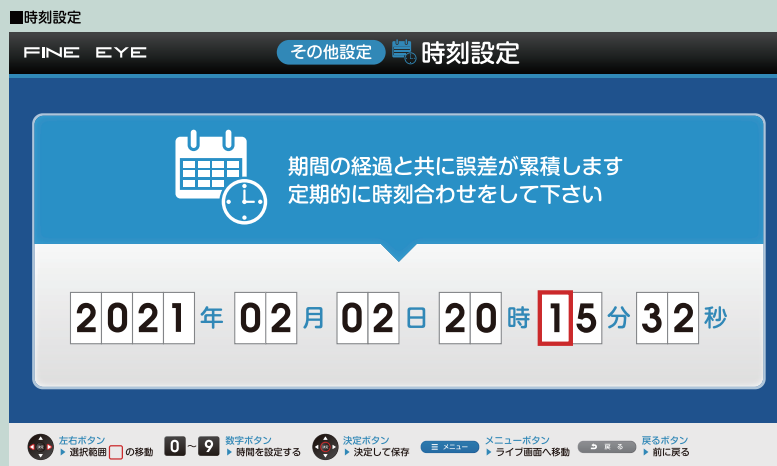 ■時刻設定
FINE EYE
その他設定 時刻設定
期間の経過と共に誤差が累積します
定期的に時刻合わせをして下さい
2021年 02月 02日 20時 15分 32秒
左右ボタン
▶ 選択範囲 の移動
0~9
数字ボタン
▶ 時間を設定する
決定ボタン
▶ 決定して保存
☰ メニュー
メニューボタン
▶ ライブ画面へ移動
戻る
戻るボタン
▶ 前に戻る